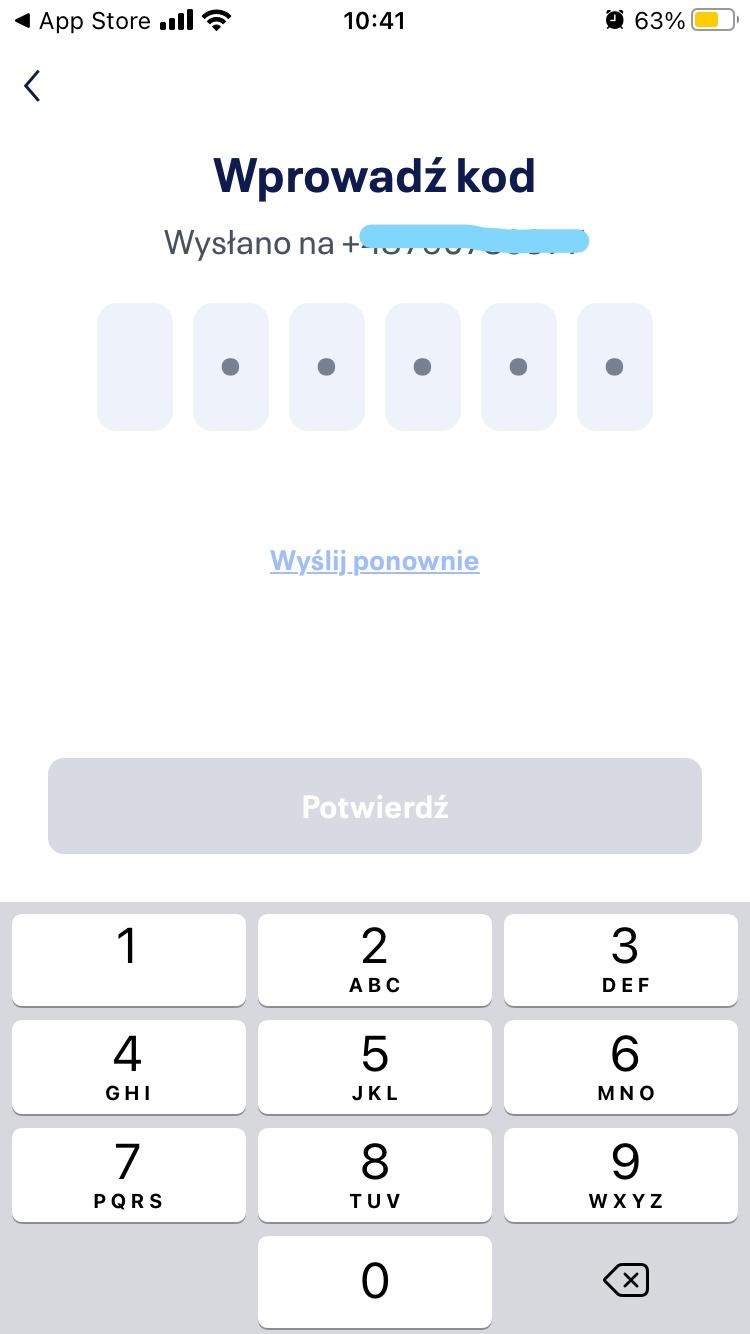 App Store 10:41 63%
Wprowadź kod
Wysłano na +
Wyślij ponownie
Potwierdź
1 2 3
ABC DEF
4 5 6
GHI JKL MNO
7 8 9
PQRS TUV WXYZ
0